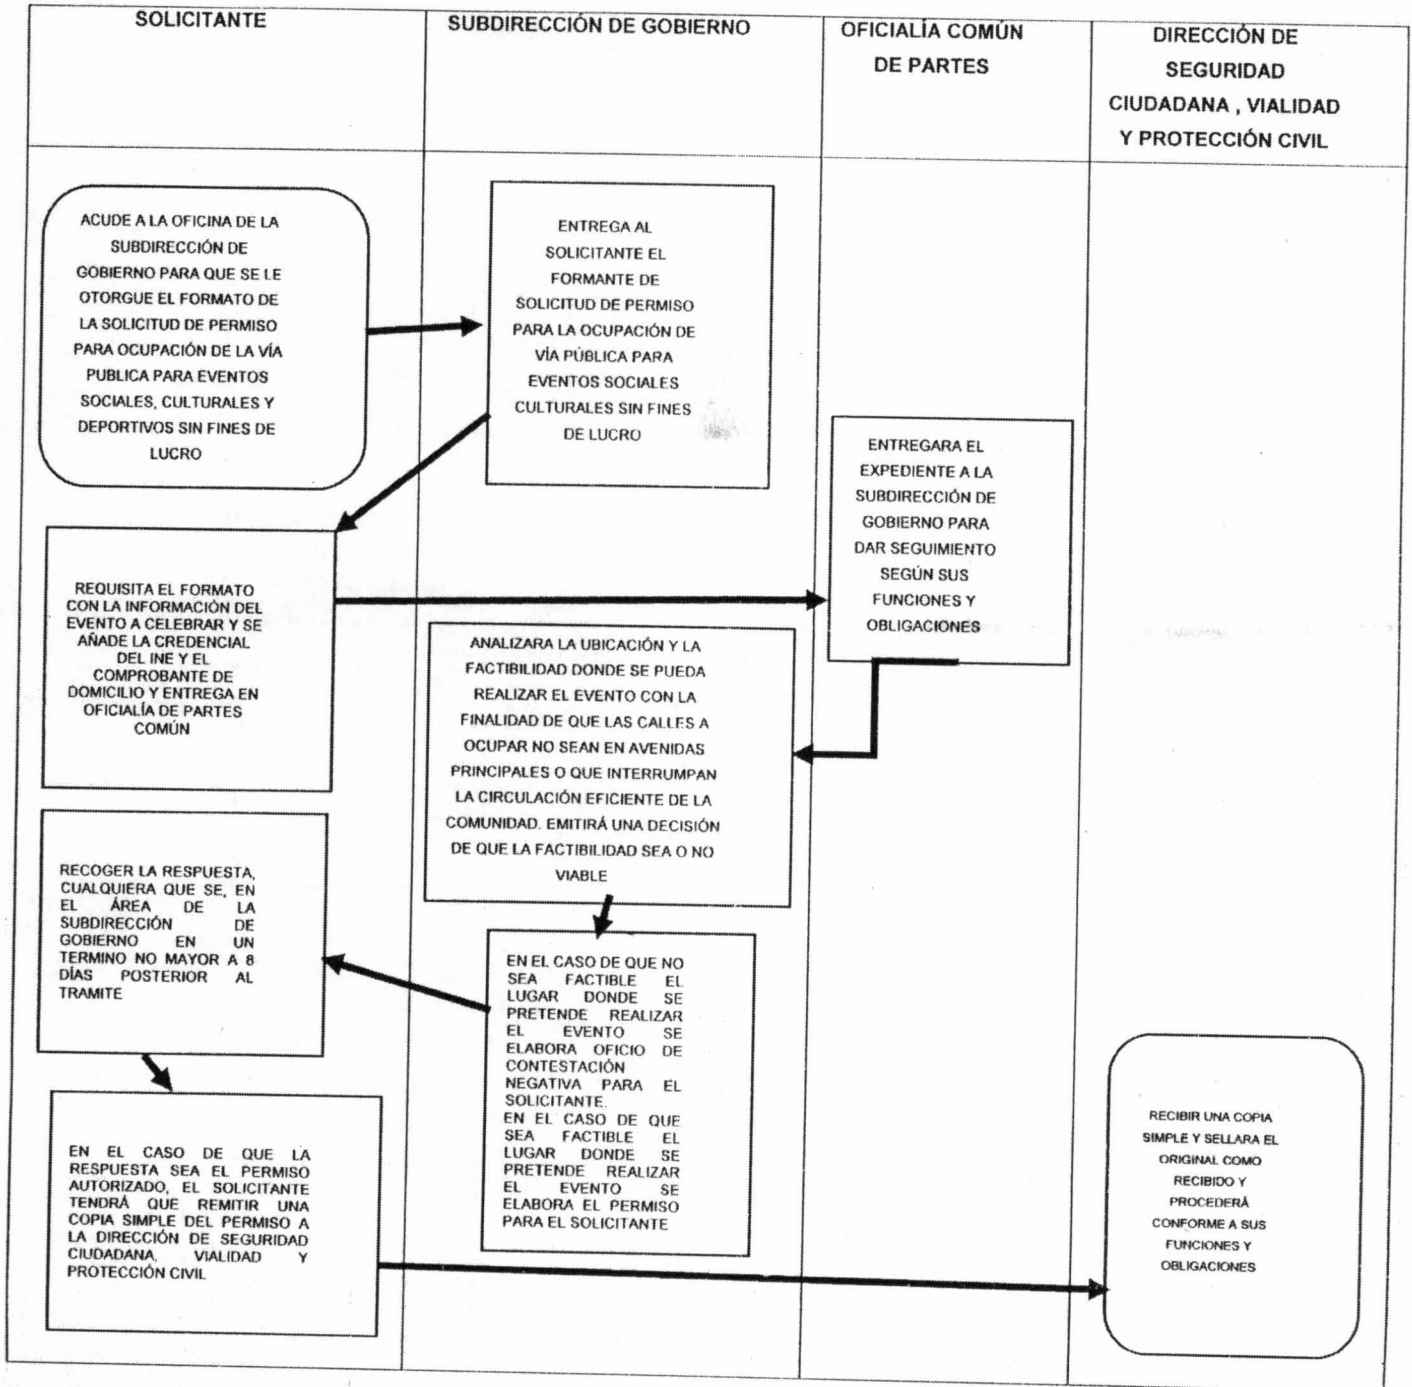 SOLICITANTE
SUBDIRECCIÓN DE GOBIERNO
OFICIALÍA COMÚN
DE PARTES
DIRECCIÓN DE
SEGURIDAD
CIUDADANA , VIALIDAD
Y PROTECCIÓN CIVIL
ACUDE A LA OFICINA DE LA
SUBDIRECCIÓN DE
GOBIERNO PARA QUE SE LE
OTORGUE EL FORMATO DE
LA SOLICITUD DE PERMISO
PARA OCUPACIÓN DE LA VÍA
PUBLICA PARA EVENTOS
SOCIALES, CULTURALES Y
DEPORTIVOS SIN FINES DE
LUCRO
ENTREGA AL
SOLICITANTE EL
FORMANTE DE
SOLICITUD DE PERMISO
PARA LA OCUPACIÓN DE
VÍA PÚBLICA PARA
EVENTOS SOCIALES
CULTURALES SIN FINES
DE LUCRO
REQUISITA EL FORMATO
CON LA INFORMACIÓN DEL
EVENTO A CELEBRAR Y SE
AÑADE LA CREDENCIAL
DEL INE Y EL
COMPROBANTE DE
DOMICILIO Y ENTREGA EN
OFICIALÍA DE PARTES
COMÚN
ENTREGARA EL
EXPEDIENTE A LA
SUBDIRECCIÓN DE
GOBIERNO PARA
DAR SEGUIMIENTO
SEGÚN SUS
FUNCIONES Y
OBLIGACIONES
ANALIZARA LA UBICACIÓN Y LA
FACTIBILIDAD DONDE SE PUEDA
REALIZAR EL EVENTO CON LA
FINALIDAD DE QUE LAS CALLES A
OCUPAR NO SEAN EN AVENIDAS
PRINCIPALES O QUE INTERRUMPAN
LA CIRCULACIÓN EFICIENTE DE LA
COMUNIDAD. EMITIRÁ UNA DECISIÓN
DE QUE LA FACTIBILIDAD SEA O NO
VIABLE
EN EL CASO DE QUE NO
SEA FACTIBLE EL
LUGAR DONDE SE
PRETENDE REALIZAR
EL EVENTO SE
ELABORA OFICIO DE
CONTESTACIÓN
NEGATIVA PARA EL
SOLICITANTE.
EN EL CASO DE QUE
SEA FACTIBLE EL
LUGAR DONDE SE
PRETENDE REALIZAR
EL EVENTO SE
ELABORA EL PERMISO
PARA EL SOLICITANTE
RECOGER LA RESPUESTA,
CUALQUIERA QUE SE, EN
EL ÁREA DE LA
SUBDIRECCIÓN DE
GOBIERNO EN UN
TERMINO NO MAYOR A 8
DÍAS POSTERIOR AL
TRAMITE
EN EL CASO DE QUE LA
RESPUESTA SEA EL PERMISO
AUTORIZADO, EL SOLICITANTE
TENDRÁ QUE REMITIR UNA
COPIA SIMPLE DEL PERMISO A
LA DIRECCIÓN DE SEGURIDAD
CIUDADANA, VIALIDAD Y
PROTECCIÓN CIVIL
RECIBIR UNA COPIA
SIMPLE Y SELLARA EL
ORIGINAL COMO
RECIBIDO Y
PROCEDERÁ
CONFORME A SUS
FUNCIONES Y
OBLIGACIONES